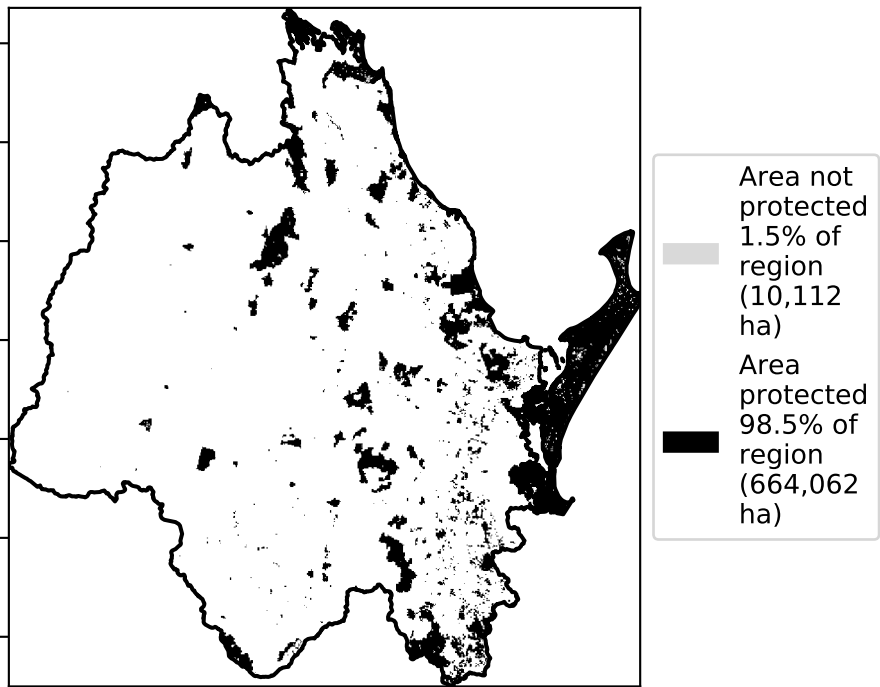 Area not
protected
1.5% of
region
(10,112
ha)
Area
protected
98.5% of
region
(664,062
ha)